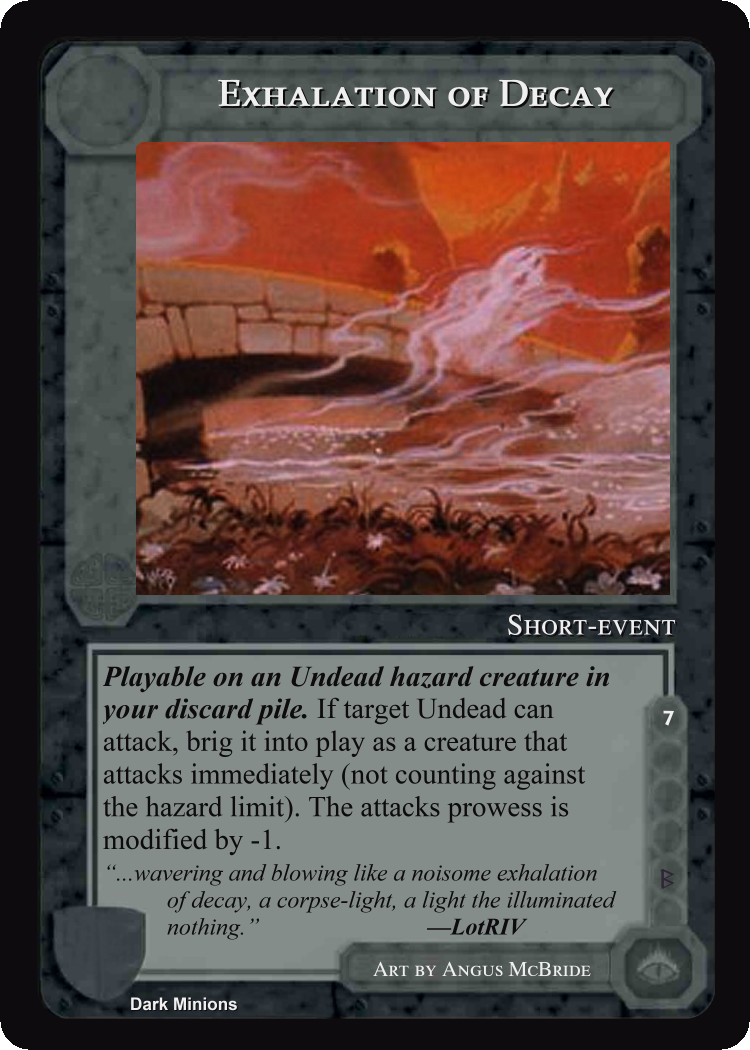 Exhalation of Decay
Short-event
Playable on an Undead hazard creature in
your discard pile. If target Undead can
attack, brig it into play as a creature that
attacks immediately (not counting against
the hazard limit). The attacks prowess is
modified by -1.
7
“...wavering and blowing like a noisome exhalation
of decay, a corpse-light, a light the illuminated
nothing.” —LotRIV
B
Art by Angus McBride
Dark Minions